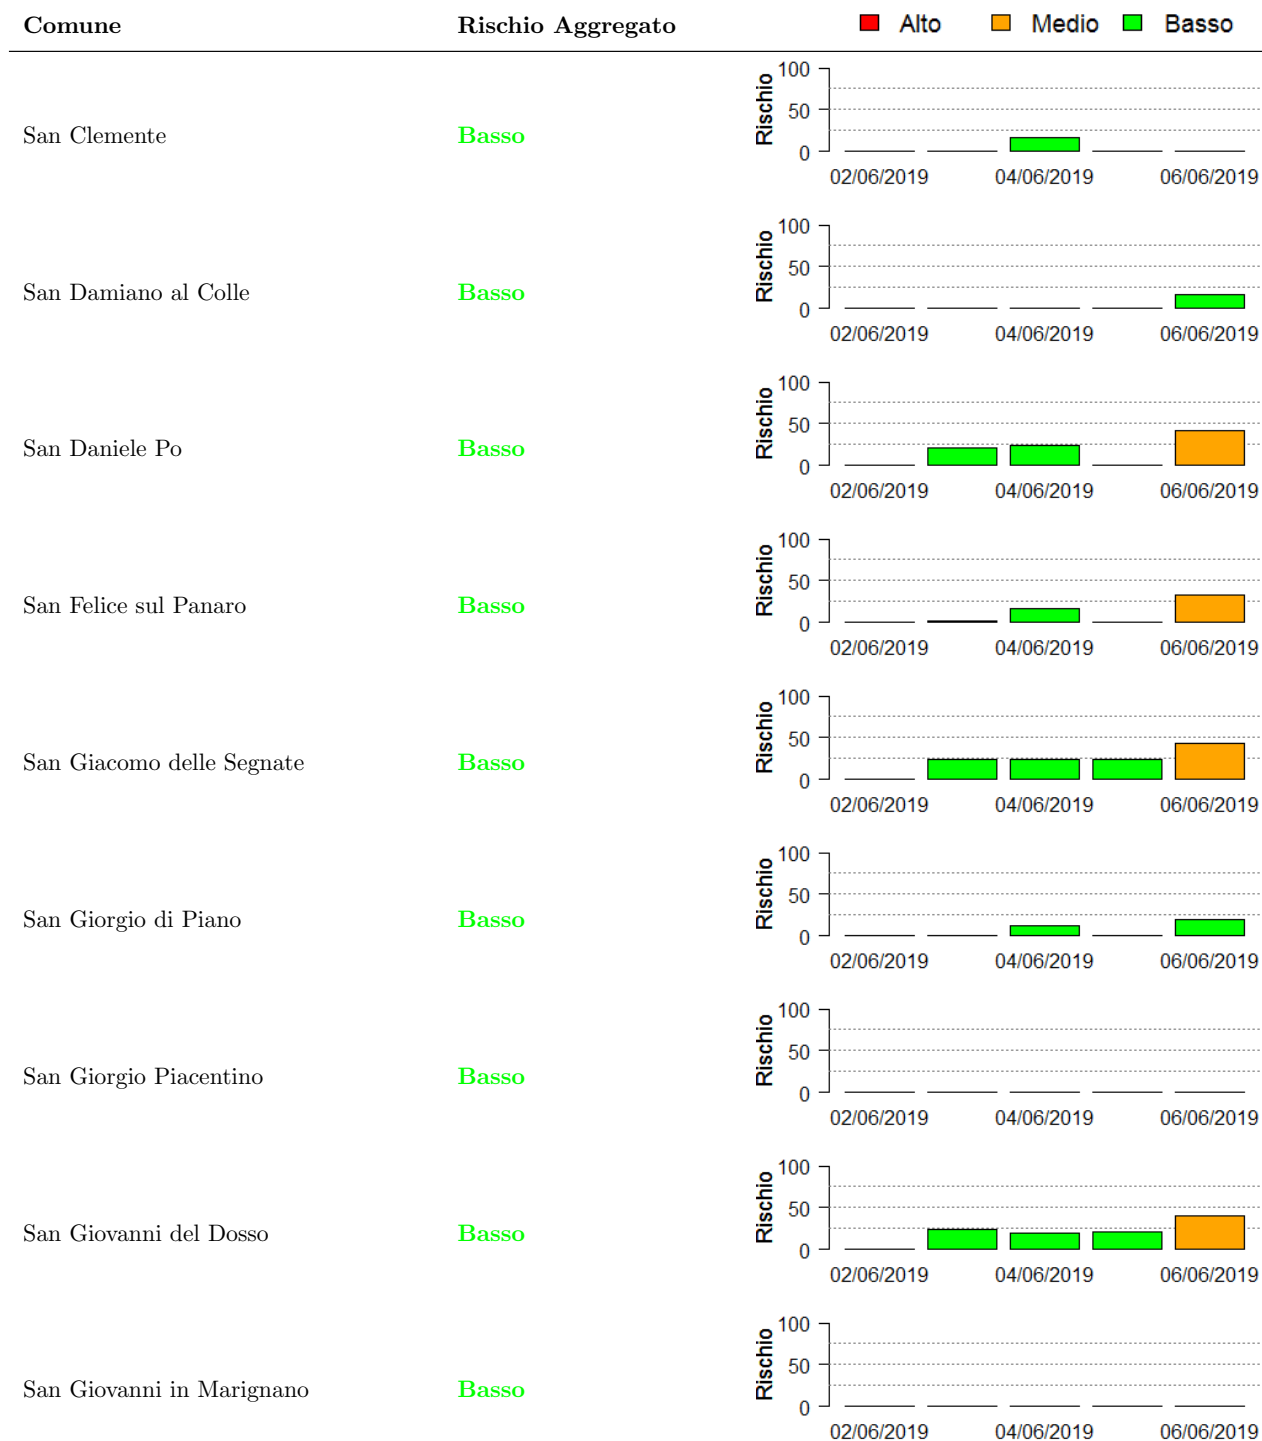 Comune Rischio Aggregato Alto Medio Basso
San Clemente Basso
Rischio
100
50
0
02/06/2019 04/06/2019 06/06/2019
San Damiano al Colle Basso
Rischio
100
50
0
02/06/2019 04/06/2019 06/06/2019
San Daniele Po Basso
Rischio
100
50
0
02/06/2019 04/06/2019 06/06/2019
San Felice sul Panaro Basso
Rischio
100
50
0
02/06/2019 04/06/2019 06/06/2019
San Giacomo delle Segnate Basso
Rischio
100
50
0
02/06/2019 04/06/2019 06/06/2019
San Giorgio di Piano Basso
Rischio
100
50
0
02/06/2019 04/06/2019 06/06/2019
San Giorgio Piacentino Basso
Rischio
100
50
0
02/06/2019 04/06/2019 06/06/2019
San Giovanni del Dosso Basso
Rischio
100
50
0
02/06/2019 04/06/2019 06/06/2019
San Giovanni in Marignano Basso
Rischio
100
50
0
02/06/2019 04/06/2019 06/06/2019